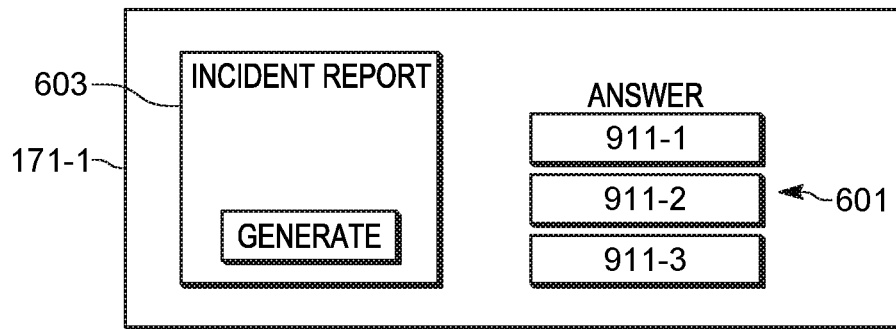 INCIDENT REPORT
603
ANSWER
911-1
171-1
911-2
601
GENERATE
911-3